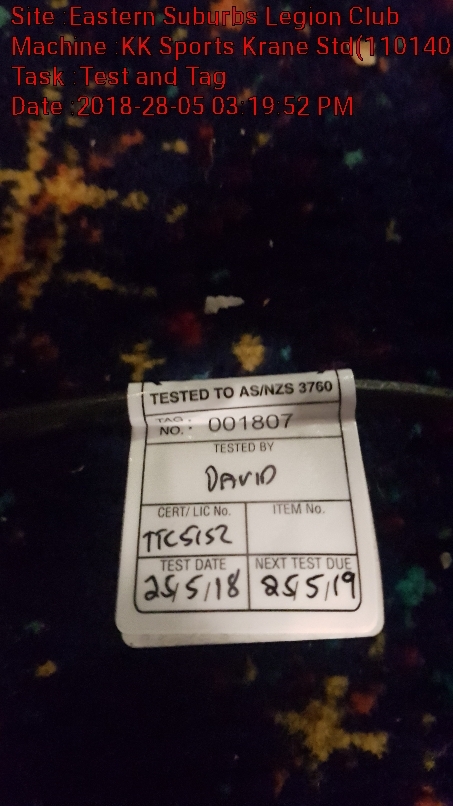 Site :Eastern Suburbs Legion Club
Machine :KK Sports Krane Std(110140
Task :Test and Tag
Date :2018-28-05 03:19:52 PM
TESTED TO AS/NZS 3760
TAG NO.: 001807
TESTED BY
DAVID
CERT/ LIC No. ITEM No.
TTC5152
TEST DATE NEXT TEST DUE
25/5/18 25/5/19